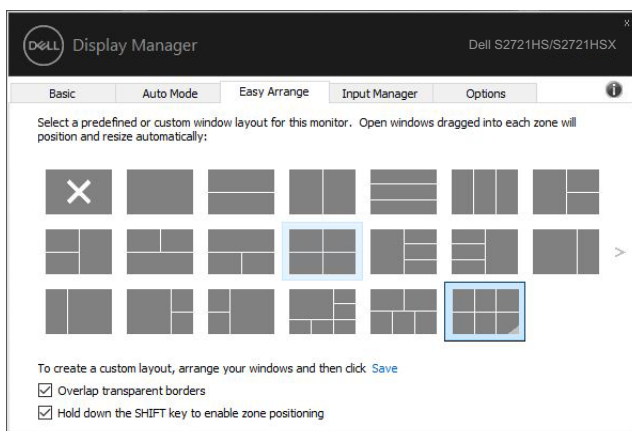 x
DELL Display Manager Dell S2721HS/S2721HSX
Basic Auto Mode Easy Arrange Input Manager Options i
Select a predefined or custom window layout for this monitor. Open windows dragged into each zone will
position and resize automatically:
>
To create a custom layout, arrange your windows and then click Save
Overlap transparent borders
Hold down the SHIFT key to enable zone positioning